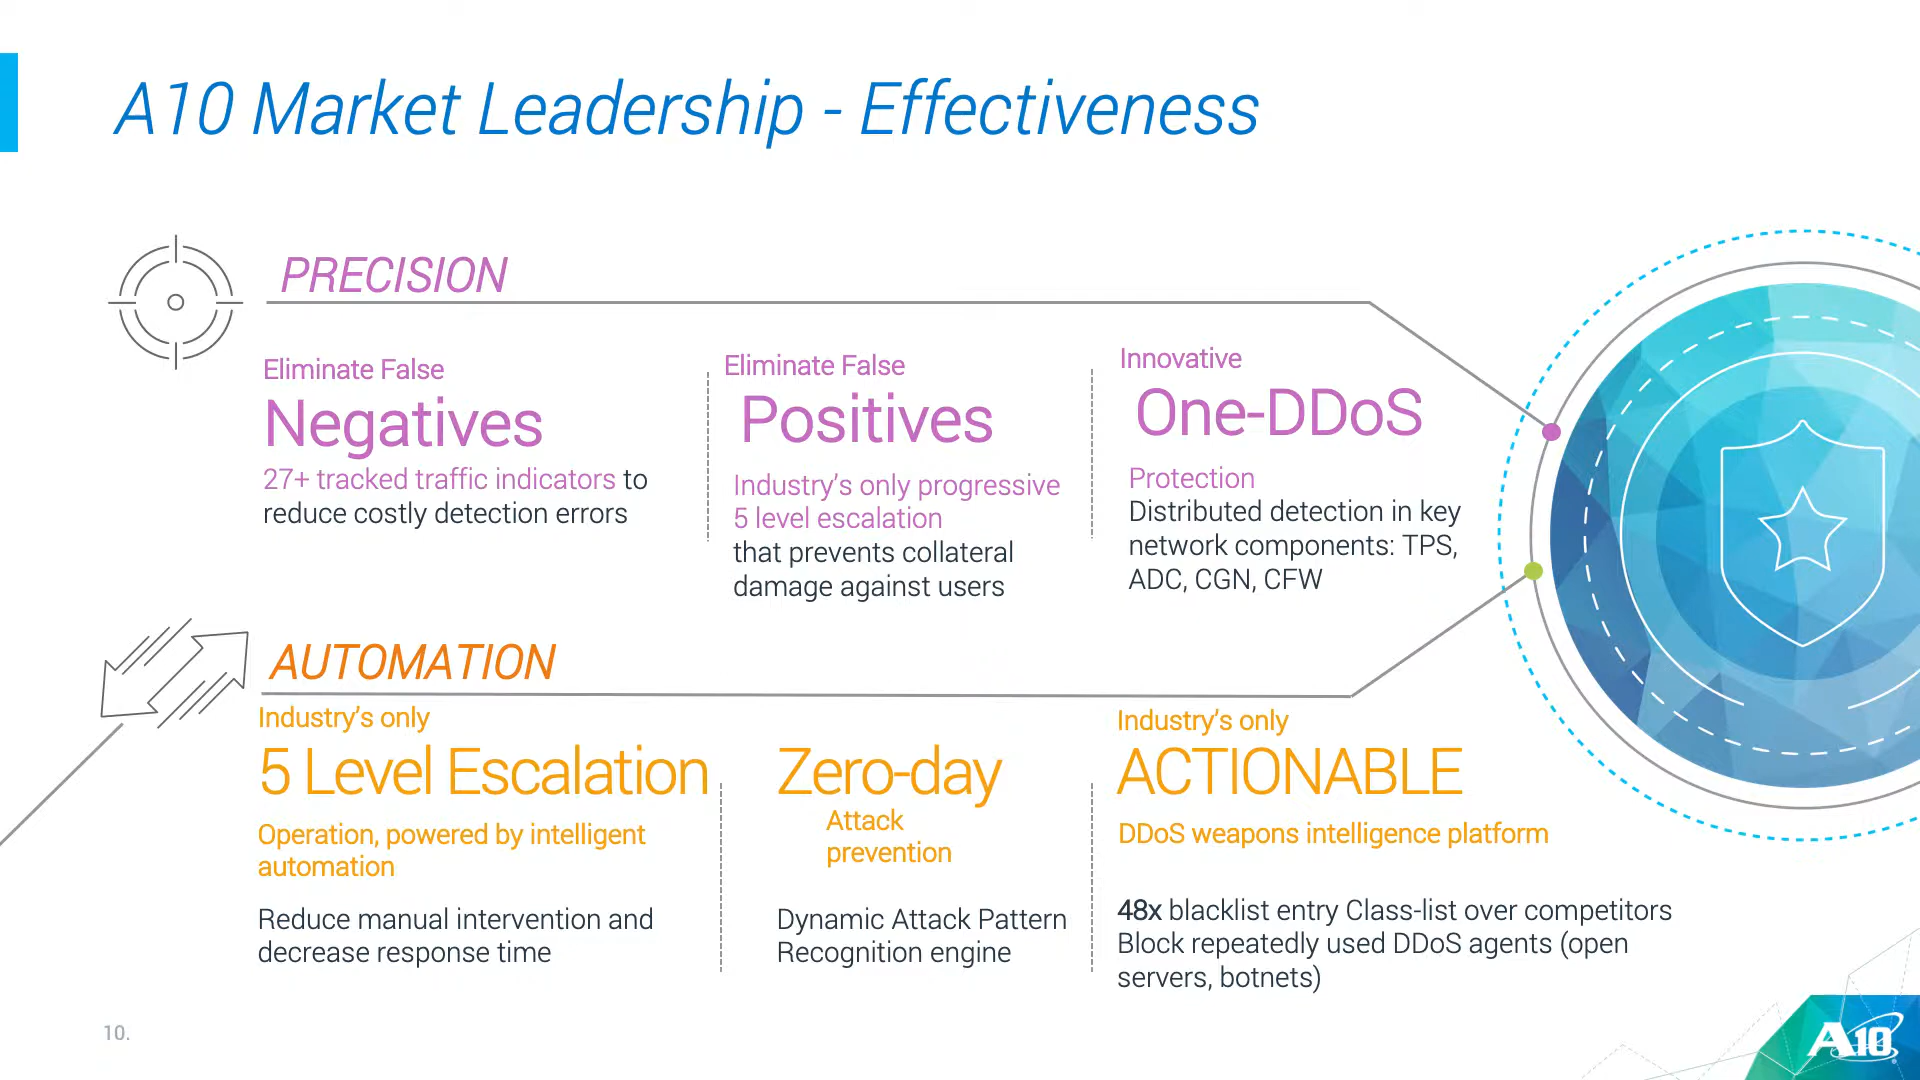 A10 Market Leadership - Effectiveness
PRECISION
Eliminate False
Negatives
27+ tracked traffic indicators to
reduce costly detection errors
Eliminate False
Positives
Industry's only progressive
5 level escalation
that prevents collateral
damage against users
Innovative
One-DDoS
Protection
Distributed detection in key
network components: TPS,
ADC, CGN, CFW
AUTOMATION
Industry's only
5 Level Escalation
Operation, powered by intelligent
automation
Reduce manual intervention and
decrease response time
Zero-day
Attack
prevention
Dynamic Attack Pattern
Recognition engine
Industry's only
ACTIONABLE
DDoS weapons intelligence platform
48x blacklist entry Class-list over competitors
Block repeatedly used DDoS agents (open
servers, botnets)
10.
A10